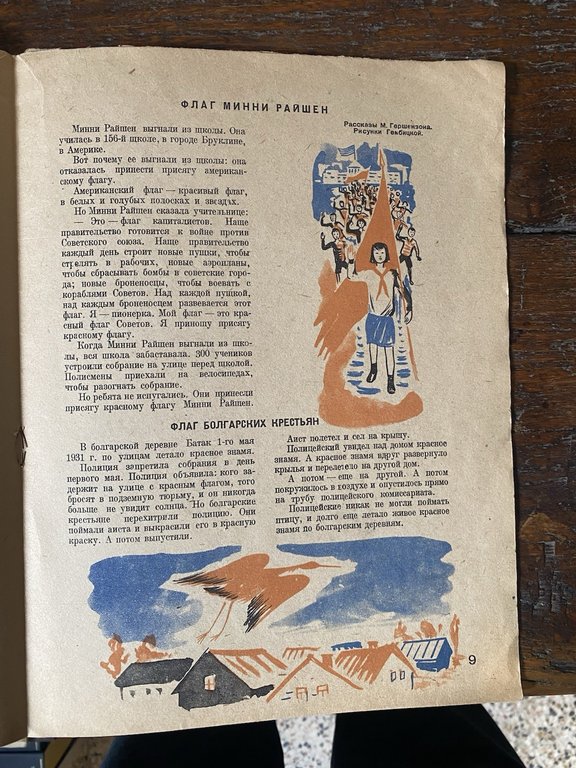 ФЛАГ МИННИ РАЙШЕН
Рассказы М. Гершензона.
Рисунки Гембицкой.
Минни Райшен выгнали из школы. Она
училась в 156-й школе, в городе Бруклине,
в Америке.
Вот почему ее выгнали из школы: она
отказалась принести присягу американ-
скому флагу.
Американский флаг — красивый флаг,
в белых и голубых полосках и звездах.
Но Минни Райшен сказала учительнице:
— Это — флаг капиталистов. Наше
правительство готовится к войне против
Советского союза. Наше правительство
каждый день строит новые пушки, чтобы
стрелять в рабочих, новые аэропланы,
чтобы сбрасывать бомбы в советские горо-
да; новые броненосцы, чтобы воевать с
кораблями Советов. Над каждой пушкой,
над каждым броненосцем развевается этот
флаг. Я — пионерка. Мой флаг — это кра-
сный флаг Советов. Я приношу присягу
красному флагу.
Когда Минни Райшен выгнали из шко-
лы, вся школа забаставала. 300 учеников
устроили собрание на улице перед школой.
Полисмены приехали на велосипедах,
чтобы разогнать собрание.
Но ребята не испугались. Они принесли
присягу красному флагу Минни Райшен.
ФЛАГ БОЛГАРСКИХ КРЕСТЬЯН
В болгарской деревне Батак 1-го мая
1931 г. по улицам летало красное знамя.
Полиция запретила собрания в день
первого мая. Полиция объявила: кого за-
держат на улице с красным флагом, того
бросят в подземную тюрьму, и он никогда
больше не увидит солнца. Но болгарские
крестьяне перехитрили полицию. Они
поймали аиста и выкрасили его в красную
краску. А потом выпустили.
Аист полетел и сел на крышу.
Полицейский увидел над домом красное
знамя. А красное знамя вдруг развернуло
крылья и перелетело на другой дом.
А потом — еще на другой. А потом
покружилось в воздухе и опустилось прямо
на трубу полицейского комиссариата.
Полицейские никак не могли поймать
птицу, и долго еще летало живое красное
знамя по болгарским деревням.
9